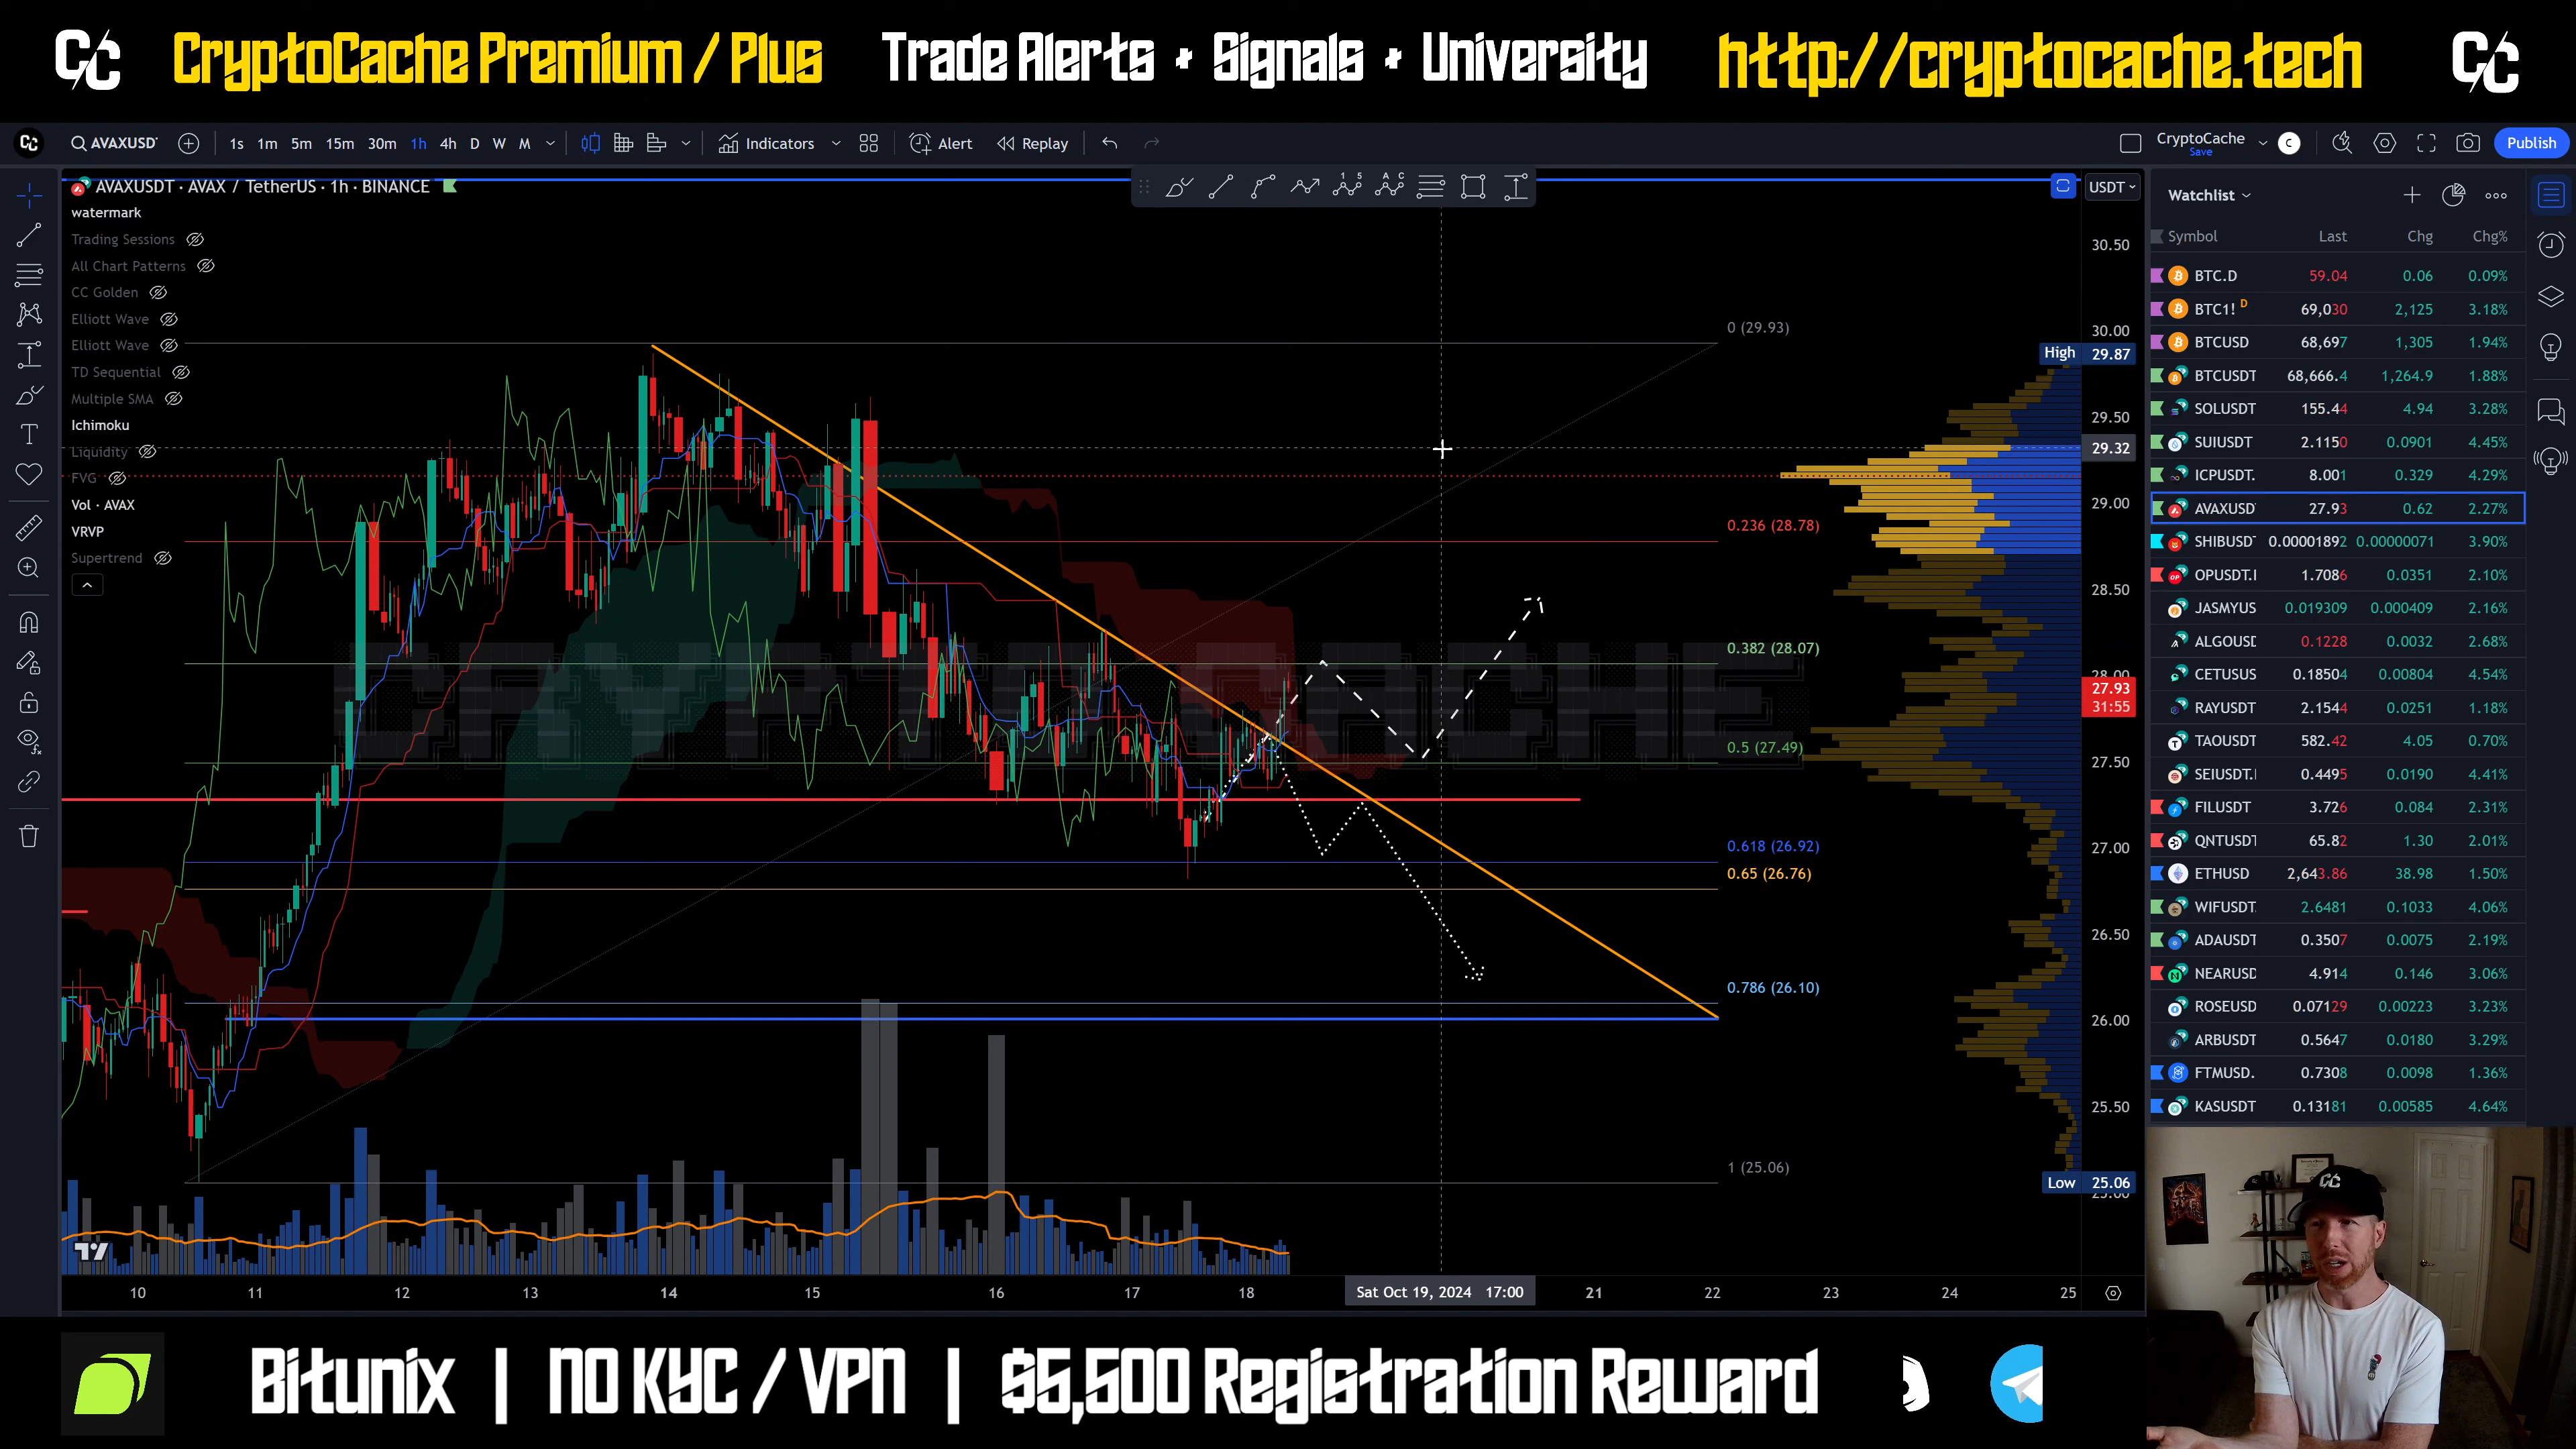 CryptoCache Premium / Plus Trade Alerts + Signals + University http://cryptocache.tech
AVAXUSDT 1s 1m 5m 15m 30m 1h 4h D W M Indicators Alert Replay CryptoCache Save C Publish
AVAXUSDT · AVAX / TetherUS · 1h · BINANCE
USDT
watermark
Trading Sessions
All Chart Patterns
CC Golden
Elliott Wave
Elliott Wave
TD Sequential
Multiple SMA
Ichimoku
Liquidity
FVG
Vol · AVAX
VRVP
Supertrend
CRYPTOCACHE
0 (29.93)
0.236 (28.78)
0.382 (28.07)
0.5 (27.49)
0.618 (26.92)
0.65 (26.76)
0.786 (26.10)
1 (25.06)
30.50
30.00
High 29.87
29.50
29.32
29.00
28.50
28.00
27.93
31:55
27.50
27.00
26.50
26.00
25.50
Low 25.06
25.00
10 11 12 13 14 15 16 17 18 Sat Oct 19, 2024 17:00 21 22 23 24 25
Watchlist
Symbol Last Chg Chg%
BTC.D 59.04 0.06 0.09%
BTC1! D 69,030 2,125 3.18%
BTCUSD 68,697 1,305 1.94%
BTCUSDT 68,666.4 1,264.9 1.88%
SOLUSDT 155.44 4.94 3.28%
SUIUSDT 2.1150 0.0901 4.45%
ICPUSDT. 8.001 0.329 4.29%
AVAXUSD 27.93 0.62 2.27%
SHIBUSDT 0.00001892 0.00000071 3.90%
OPUSDT.I 1.7086 0.0351 2.10%
JASMYUS 0.019309 0.000409 2.16%
ALGOUSD 0.1228 0.0032 2.68%
CETUSUS 0.18504 0.00804 4.54%
RAYUSDT 2.1544 0.0251 1.18%
TAOUSDT 582.42 4.05 0.70%
SEIUSDT.I 0.4495 0.0190 4.41%
FILUSDT 3.726 0.084 2.31%
QNTUSDT 65.82 1.30 2.01%
ETHUSD 2,643.86 38.98 1.50%
WIFUSDT. 2.6481 0.1033 4.06%
ADAUSDT 0.3507 0.0075 2.19%
NEARUSD 4.914 0.146 3.06%
ROSEUSD 0.07129 0.00223 3.23%
ARBUSDT 0.5647 0.0180 3.29%
FTMUSD. 0.7308 0.0098 1.36%
KASUSDT 0.13181 0.00585 4.64%
Bitunix | NO KYC / VPN | $5,500 Registration Reward